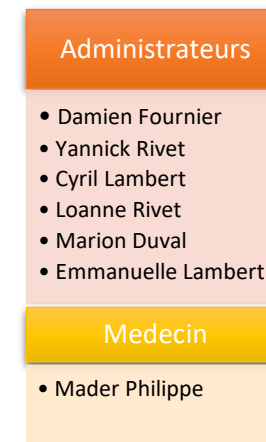 Administrateurs
• Damien Fournier
• Yannick Rivet
• Cyril Lambert
• Loanne Rivet
• Marion Duval
• Emmanuelle Lambert
Medecin
• Mader Philippe